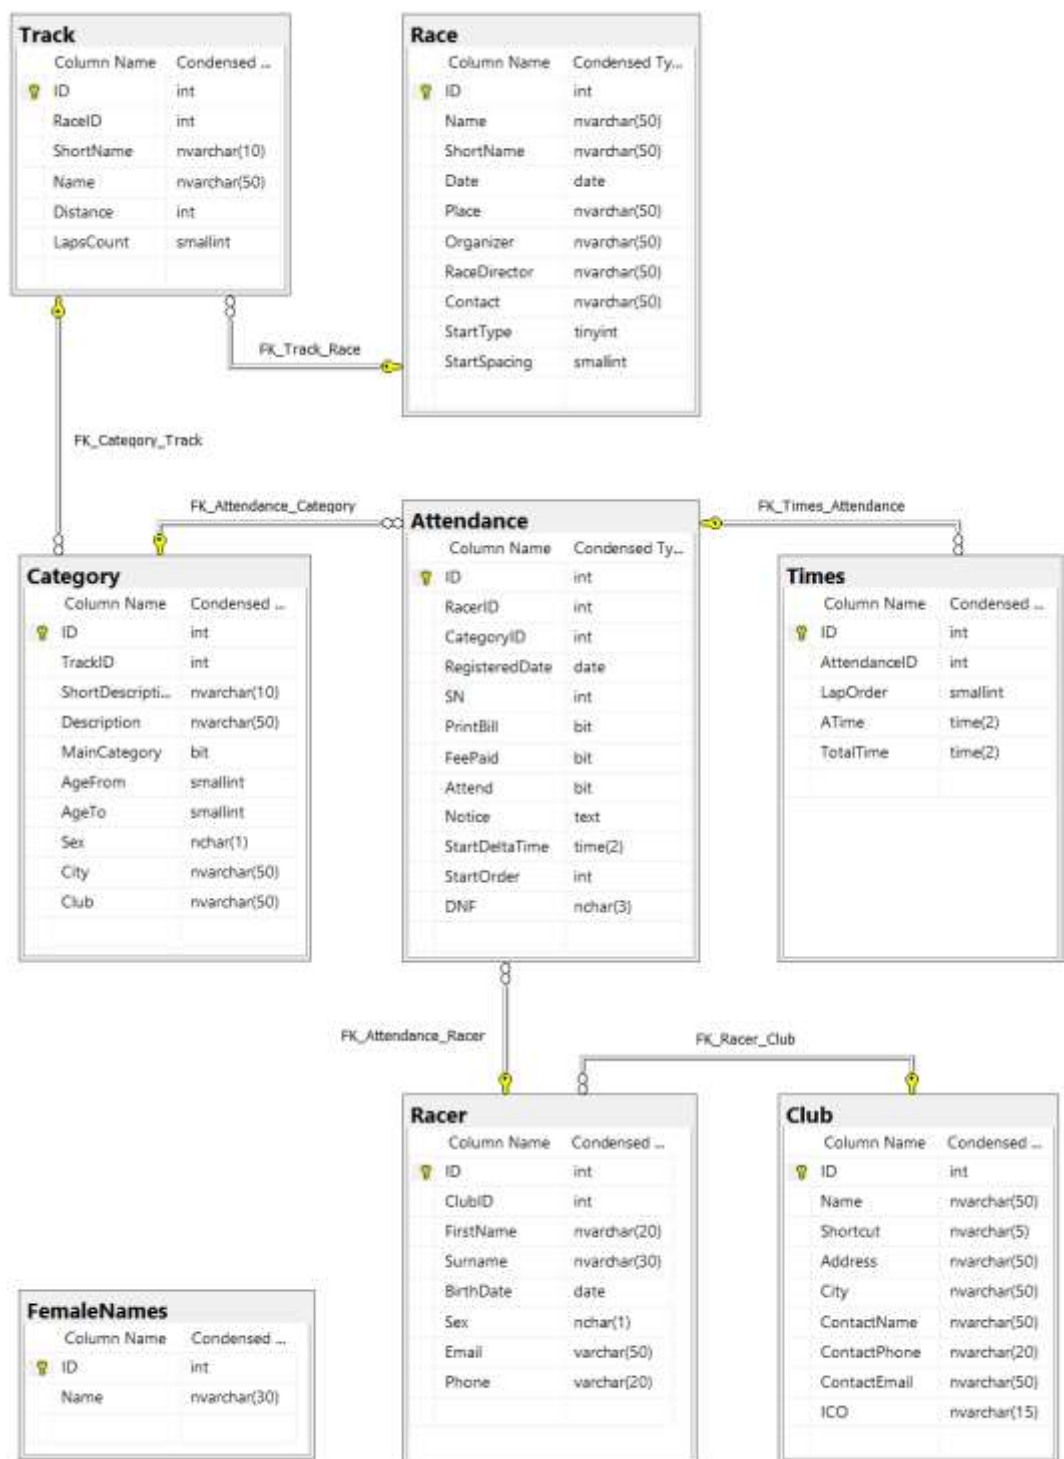 Track
Column Name Condensed ...
ID int
RaceID int
ShortName nvarchar(10)
Name nvarchar(50)
Distance int
LapsCount smallint
Race
Column Name Condensed Ty...
ID int
Name nvarchar(50)
ShortName nvarchar(50)
Date date
Place nvarchar(50)
Organizer nvarchar(50)
RaceDirector nvarchar(50)
Contact nvarchar(50)
StartType tinyint
StartSpacing smallint
FK_Track_Race
FK_Category_Track
FK_Attendance_Category
FK_Times_Attendance
Category
Column Name Condensed ...
ID int
TrackID int
ShortDescripti... nvarchar(10)
Description nvarchar(50)
MainCategory bit
AgeFrom smallint
AgeTo smallint
Sex nchar(1)
City nvarchar(50)
Club nvarchar(50)
Attendance
Column Name Condensed Ty...
ID int
RacerID int
CategoryID int
RegisteredDate date
SN int
PrintBill bit
FeePaid bit
Attend bit
Notice text
StartDeltaTime time(2)
StartOrder int
DNF nchar(3)
Times
Column Name Condensed ...
ID int
AttendanceID int
LapOrder smallint
ATime time(2)
TotalTime time(2)
FK_Attendance_Racer
FK_Racer_Club
FemaleNames
Column Name Condensed ...
ID int
Name nvarchar(30)
Racer
Column Name Condensed ...
ID int
ClubID int
FirstName nvarchar(20)
Surname nvarchar(30)
BirthDate date
Sex nchar(1)
Email varchar(50)
Phone varchar(20)
Club
Column Name Condensed ...
ID int
Name nvarchar(50)
Shortcut nvarchar(5)
Address nvarchar(50)
City nvarchar(50)
ContactName nvarchar(50)
ContactPhone nvarchar(20)
ContactEmail nvarchar(50)
ICO nvarchar(15)